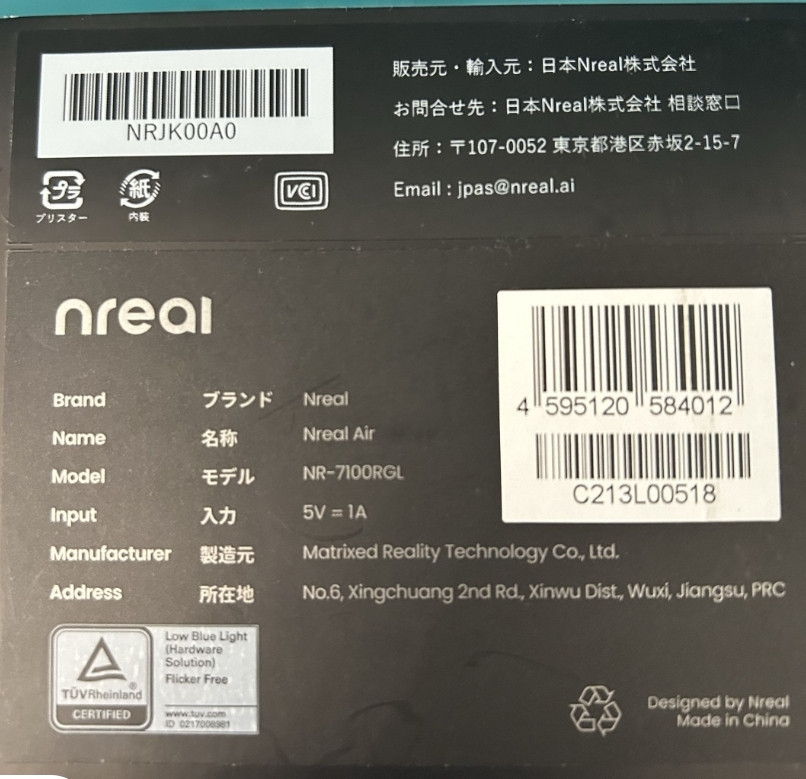 NRJK00A0
プラ
ブリスター
紙
内装
VCI
販売元・輸入元：日本Nreal株式会社
お問合せ先：日本Nreal株式会社 相談窓口
住所：〒107-0052 東京都港区赤坂2-15-7
Email : jpas@nreal.ai
nreal
4 595120 584012
C213L00518
Brand ブランド Nreal
Name 名称 Nreal Air
Model モデル NR-7100RGL
Input 入力 5V = 1A
Manufacturer 製造元 Matrixed Reality Technology Co., Ltd.
Address 所在地 No.6, Xingchuang 2nd Rd., Xinwu Dist., Wuxi, Jiangsu, PRC
TÜVRheinland®
CERTIFIED
Low Blue Light
(Hardware
Solution)
Flicker Free
www.tuv.com
ID 0217008981
Designed by Nreal
Made in China